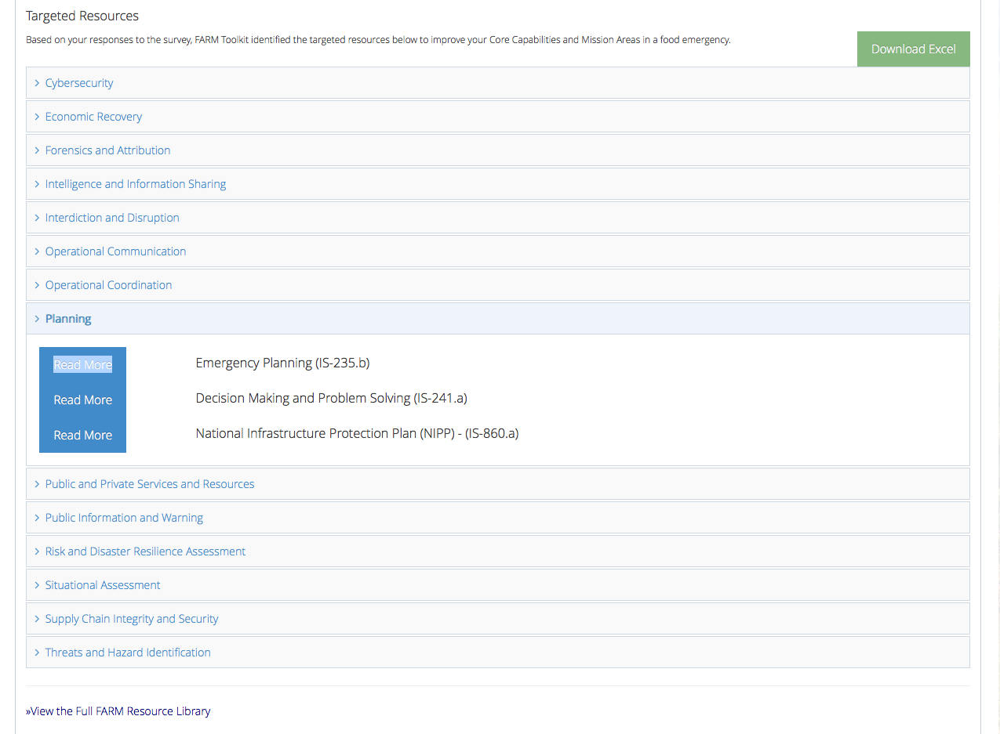 Targeted Resources
Based on your responses to the survey, FARM Toolkit identified the targeted resources below to improve your Core Capabilities and Mission Areas in a food emergency.
Download Excel
Cybersecurity
Economic Recovery
Forensics and Attribution
Intelligence and Information Sharing
Interdiction and Disruption
Operational Communication
Operational Coordination
Planning
Read More Emergency Planning (IS-235.b)
Read More Decision Making and Problem Solving (IS-241.a)
Read More National Infrastructure Protection Plan (NIPP) - (IS-860.a)
Public and Private Services and Resources
Public Information and Warning
Risk and Disaster Resilience Assessment
Situational Assessment
Supply Chain Integrity and Security
Threats and Hazard Identification
»View the Full FARM Resource Library